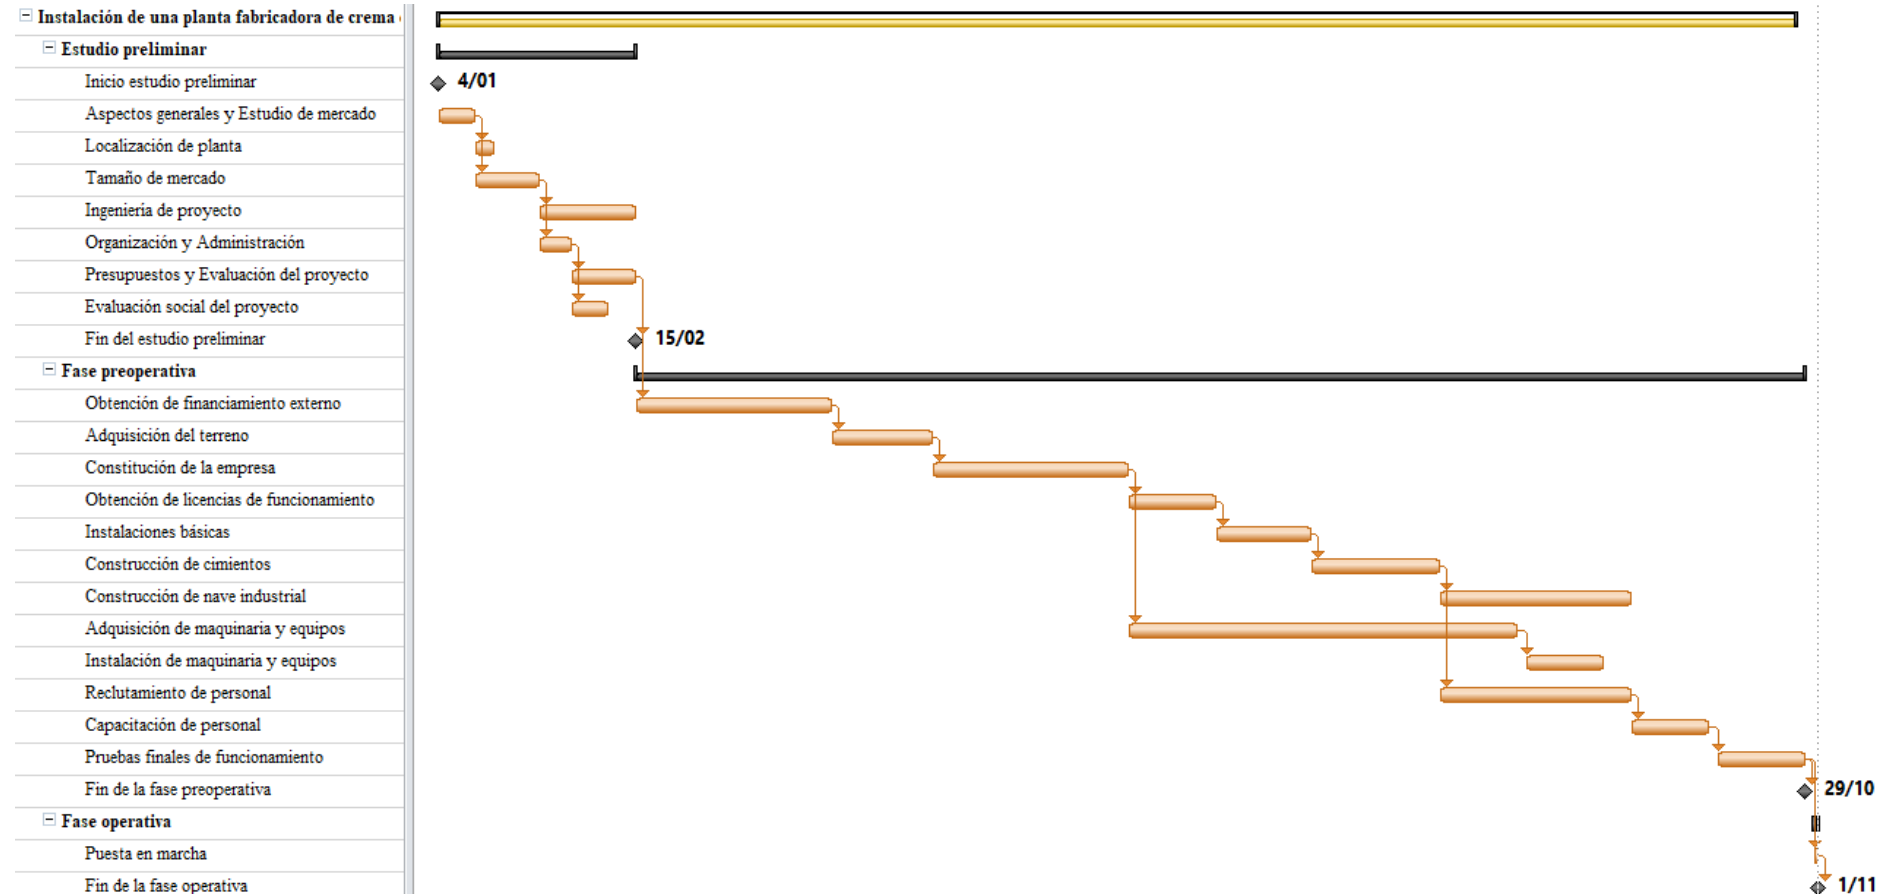 Instalación de una planta fabricadora de crema
Estudio preliminar
Inicio estudio preliminar
4/01
Aspectos generales y Estudio de mercado
Localización de planta
Tamaño de mercado
Ingeniería de proyecto
Organización y Administración
Presupuestos y Evaluación del proyecto
Evaluación social del proyecto
Fin del estudio preliminar
15/02
Fase preoperativa
Obtención de financiamiento externo
Adquisición del terreno
Constitución de la empresa
Obtención de licencias de funcionamiento
Instalaciones básicas
Construcción de cimientos
Construcción de nave industrial
Adquisición de maquinaria y equipos
Instalación de maquinaria y equipos
Reclutamiento de personal
Capacitación de personal
Pruebas finales de funcionamiento
Fin de la fase preoperativa
29/10
Fase operativa
Puesta en marcha
Fin de la fase operativa
1/11